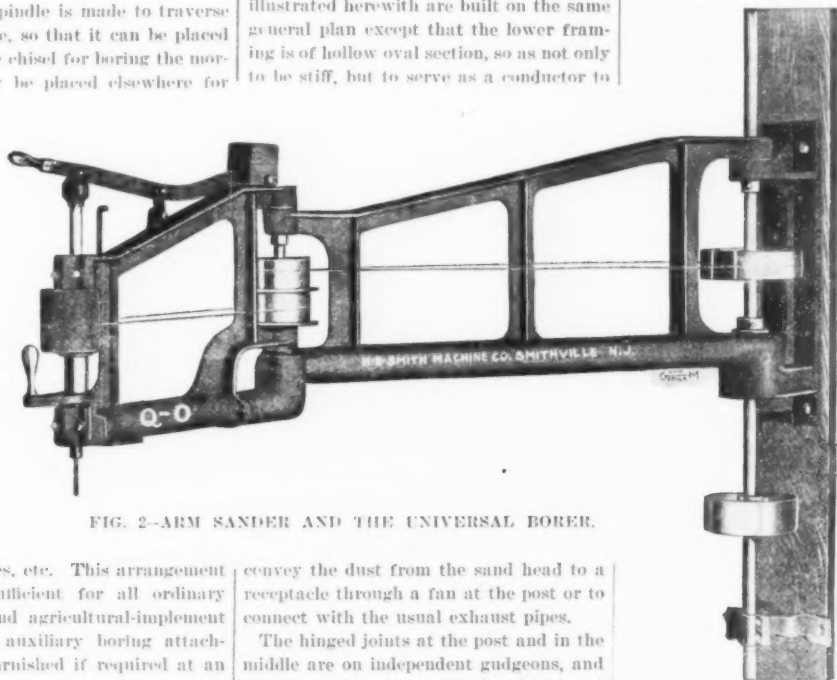 pindle is made to traverse
e, so that it can be placed
e chisel for boring the mor-
be placed elsewhere for
illustrated herewith are built on the same
general plan except that the lower fram-
ing is of hollow oval section, so as not only
to be stiff, but to serve as a conductor to
H·B·SMITH MACHINE CO. SMITHVILLE N.J.
Q-O
FIG. 2--ARM SANDER AND THE UNIVERSAL BORER.
es, etc. This arrangement
ufficient for all ordinary
nd agricultural-implement
auxiliary boring attach-
rnished if required at an
convey the dust from the sand head to a
receptacle through a fan at the post or to
connect with the usual exhaust pipes.
The hinged joints at the post and in the
middle are on independent gudgeons, and